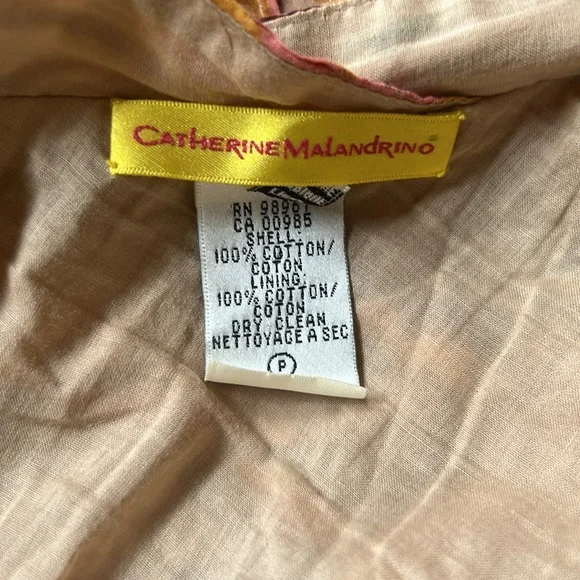 CATHERINE MALANDRINO
RN 98961
CA 00985
SHELL:
100% COTTON/
COTON
LINING:
100% COTTON/
COTON
DRY CLEAN
NETTOYAGE A SEC
P